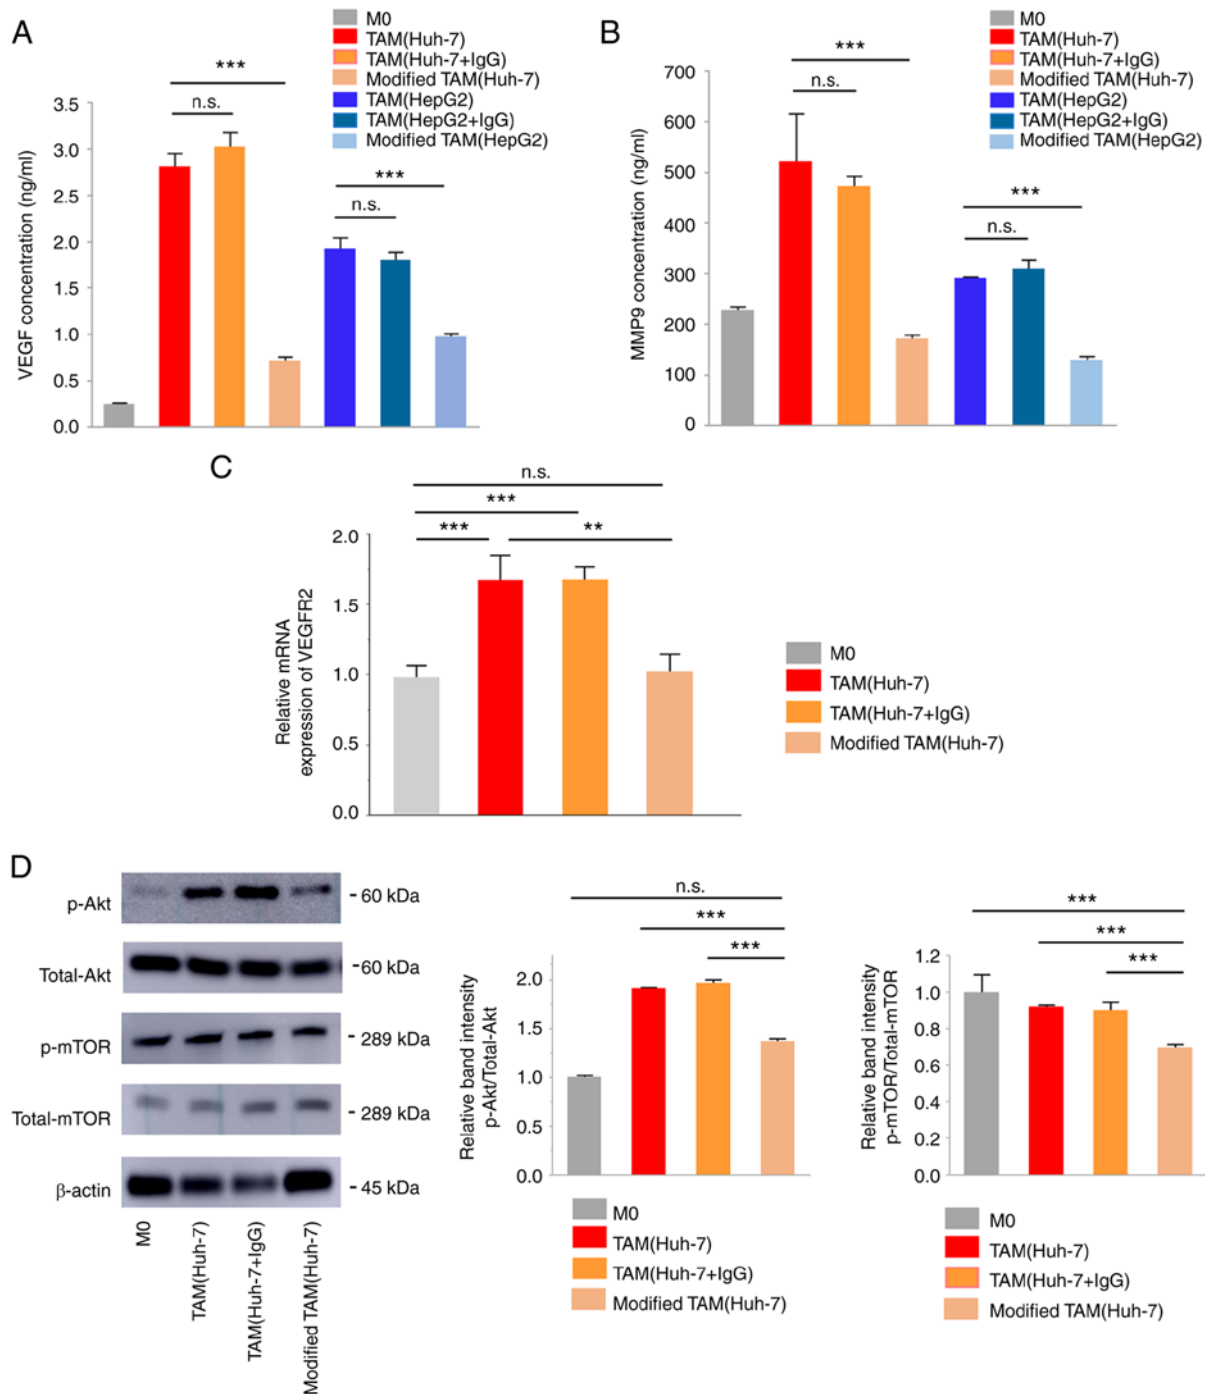 A
M0
TAM(Huh-7)
TAM(Huh-7+IgG)
Modified TAM(Huh-7)
TAM(HepG2)
TAM(HepG2+IgG)
Modified TAM(HepG2)
***
n.s.
***
n.s.
VEGF concentration (ng/ml)
3.5
3.0
2.5
2.0
1.5
1.0
0.5
0.0
B
M0
TAM(Huh-7)
TAM(Huh-7+IgG)
Modified TAM(Huh-7)
TAM(HepG2)
TAM(HepG2+IgG)
Modified TAM(HepG2)
***
n.s.
***
n.s.
MMP9 concentration (ng/ml)
700
600
500
400
300
200
100
0
C
n.s.
***
***
**
Relative mRNA
expression of VEGFR2
2.0
1.5
1.0
0.5
0.0
M0
TAM(Huh-7)
TAM(Huh-7+IgG)
Modified TAM(Huh-7)
D
p-Akt
- 60 kDa
Total-Akt
- 60 kDa
p-mTOR
- 289 kDa
Total-mTOR
- 289 kDa
β-actin
- 45 kDa
M0
TAM(Huh-7)
TAM(Huh-7+IgG)
Modified TAM(Huh-7)
n.s.
***
***
Relative band intensity
p-Akt/Total-Akt
2.0
1.5
1.0
0.5
0.0
M0
TAM(Huh-7)
TAM(Huh-7+IgG)
Modified TAM(Huh-7)
***
***
***
Relative band intensity
p-mTOR/Total-mTOR
1.2
1.0
0.8
0.6
0.4
0.2
0.0
M0
TAM(Huh-7)
TAM(Huh-7+IgG)
Modified TAM(Huh-7)